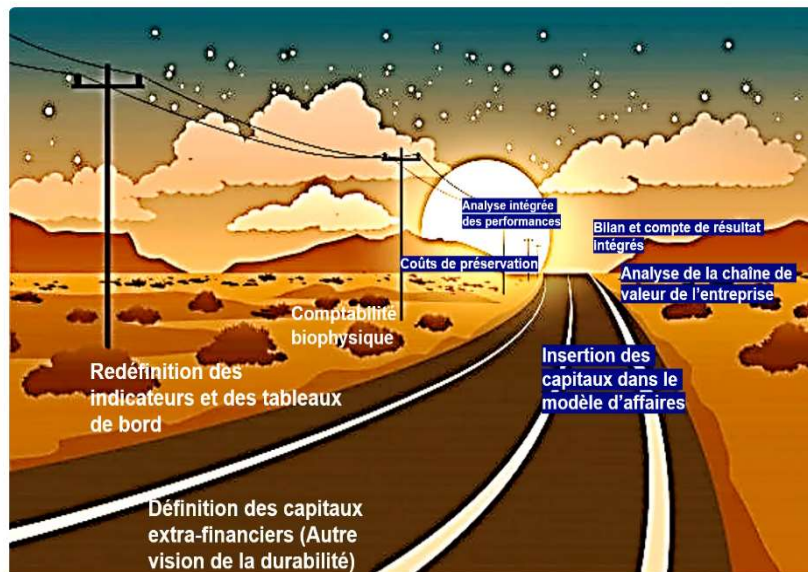 Analyse intégrée
des performances
Bilan et compte de résultat
intégrés
Coûts de préservation
Analyse de la chaîne de
valeur de l'entreprise
Comptabilité
biophysique
Redéfinition des
indicateurs et des tableaux
de bord
Insertion des
capitaux dans le
modèle d'affaires
Définition des capitaux
extra-financiers (Autre
vision de la durabilité)